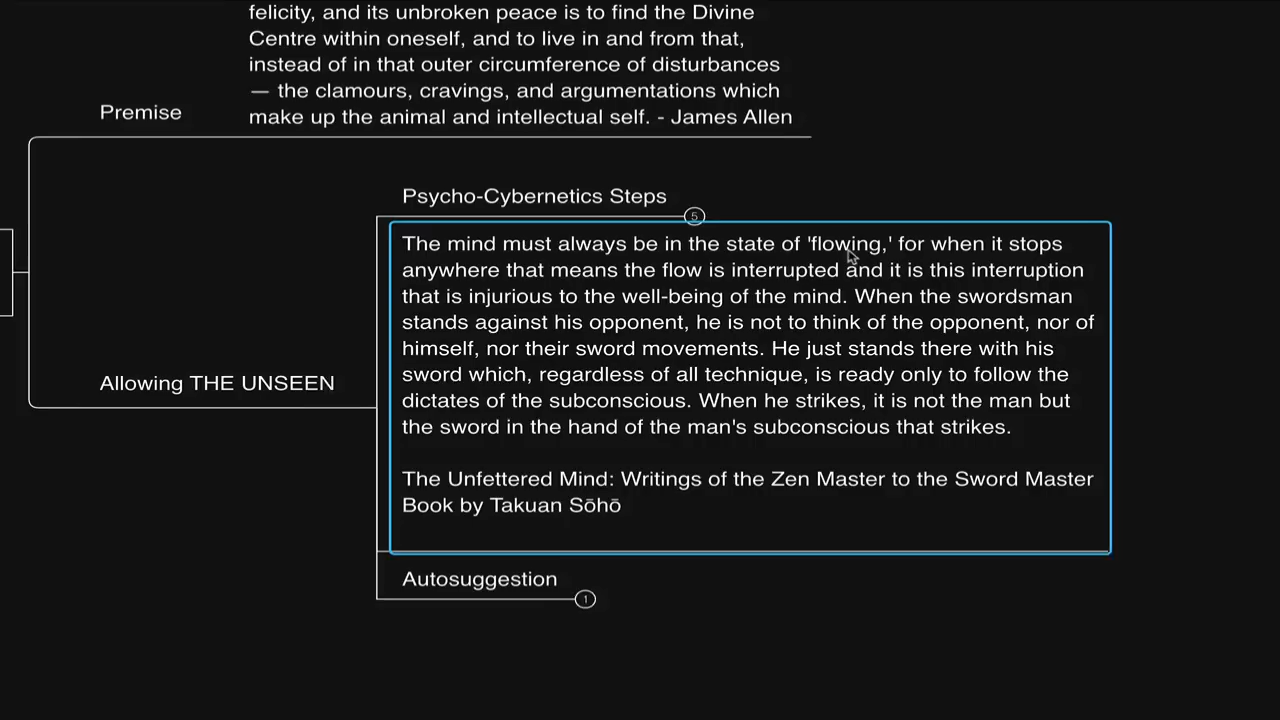 felicity, and its unbroken peace is to find the Divine
Centre within oneself, and to live in and from that,
instead of in that outer circumference of disturbances
— the clamours, cravings, and argumentations which
make up the animal and intellectual self. - James Allen
Premise
Psycho-Cybernetics Steps
5
The mind must always be in the state of 'flowing,' for when it stops
anywhere that means the flow is interrupted and it is this interruption
that is injurious to the well-being of the mind. When the swordsman
stands against his opponent, he is not to think of the opponent, nor of
himself, nor their sword movements. He just stands there with his
sword which, regardless of all technique, is ready only to follow the
dictates of the subconscious. When he strikes, it is not the man but
the sword in the hand of the man's subconscious that strikes.
The Unfettered Mind: Writings of the Zen Master to the Sword Master
Book by Takuan Sōhō
Allowing THE UNSEEN
Autosuggestion
1